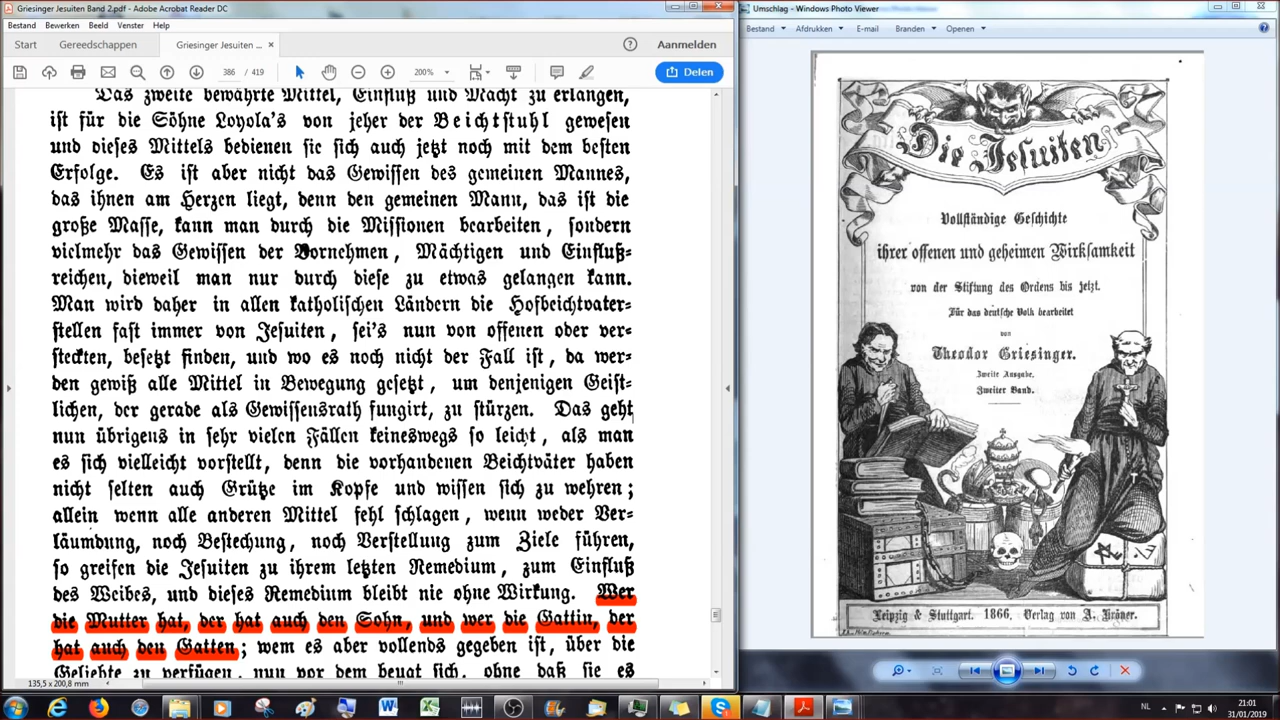 Griesinger Jesuiten Band 2.pdf - Adobe Acrobat Reader DC
Bestand Bewerken Beeld Venster Help
Start Gereedschappen Griesinger Jesuiten ... × Aanmelden
386 / 419 200% Delen
Das zweite bewährte Mittel, Einfluß und Macht zu erlangen,
ist für die Söhne Loyola's von jeher der Beichtstuhl gewesen
und dieses Mittels bedienen sie sich auch jetzt noch mit dem besten
Erfolge. Es ist aber nicht das Gewissen des gemeinen Mannes,
das ihnen am Herzen liegt, denn den gemeinen Mann, das ist die
große Masse, kann man durch die Missionen bearbeiten, sondern
vielmehr das Gewissen der Vornehmen, Mächtigen und Einfluß-
reichen, dieweil man nur durch diese zu etwas gelangen kann.
Man wird daher in allen katholischen Ländern die Hofbeichtvater-
stellen fast immer von Jesuiten, sei's nun von offenen oder ver-
steckten, besetzt finden, und wo es noch nicht der Fall ist, da wer-
den gewiß alle Mittel in Bewegung gesetzt, um denjenigen Geist-
lichen, der gerade als Gewissensrath fungirt, zu stürzen. Das geht
nun übrigens in sehr vielen Fällen keineswegs so leicht, als man
es sich vielleicht vorstellt, denn die vorhandenen Beichtväter haben
nicht selten auch Grütze im Kopfe und wissen sich zu wehren;
allein wenn alle anderen Mittel fehl schlagen, wenn weder Ver-
läumdung, noch Bestechung, noch Verstellung zum Ziele führen,
so greifen die Jesuiten zu ihrem letzten Remedium, zum Einfluß
des Weibes, und dieses Remedium bleibt nie ohne Wirkung. Wer
die Mutter hat, der hat auch den Sohn, und wer die Gattin, der
hat auch den Gatten; wem es aber vollends gegeben ist, über die
Geliebte zu verfügen, nun vor dem beugt sich, ohne daß sie es
135,5 x 200,8 mm
Umschlag - Windows Photo Viewer
Bestand Afdrukken E-mail Branden Openen
Die Jesuiten
Vollständige Geschichte
ihrer offenen und geheimen Wirksamkeit
von der Stiftung des Ordens bis jetzt.
Für das deutsche Volk bearbeitet
von
Theodor Griesinger.
Zweite Ausgabe.
Zweiter Band.
Leipzig & Stuttgart. 1866. Verlag von A. Kröner.
NL 21:01
31/01/2019